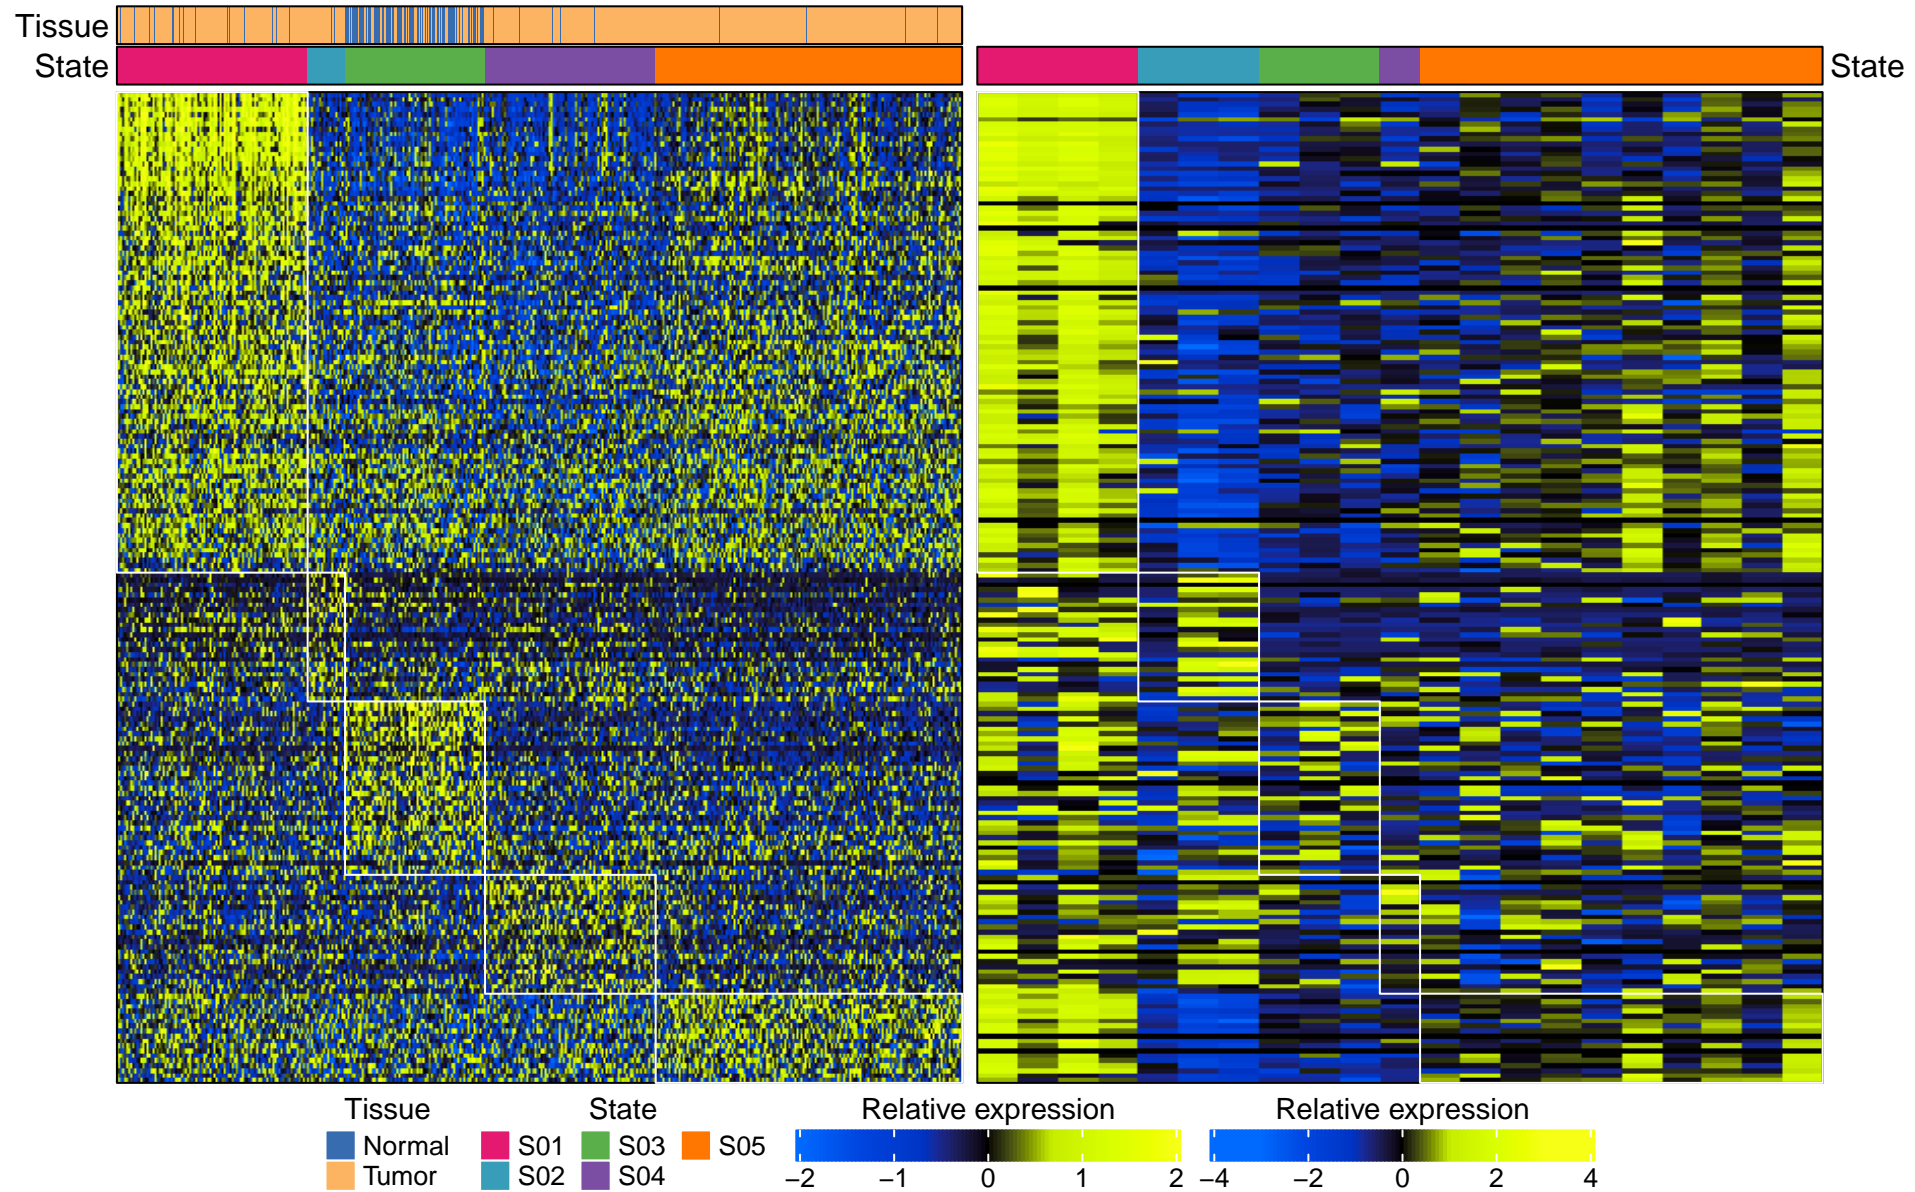 Tissue
State
State
Tissue
State
Relative expression
Relative expression
Normal
S01
S03
S05
Tumor
S02
S04
−2 −1 0 1 2
−4 −2 0 2 4